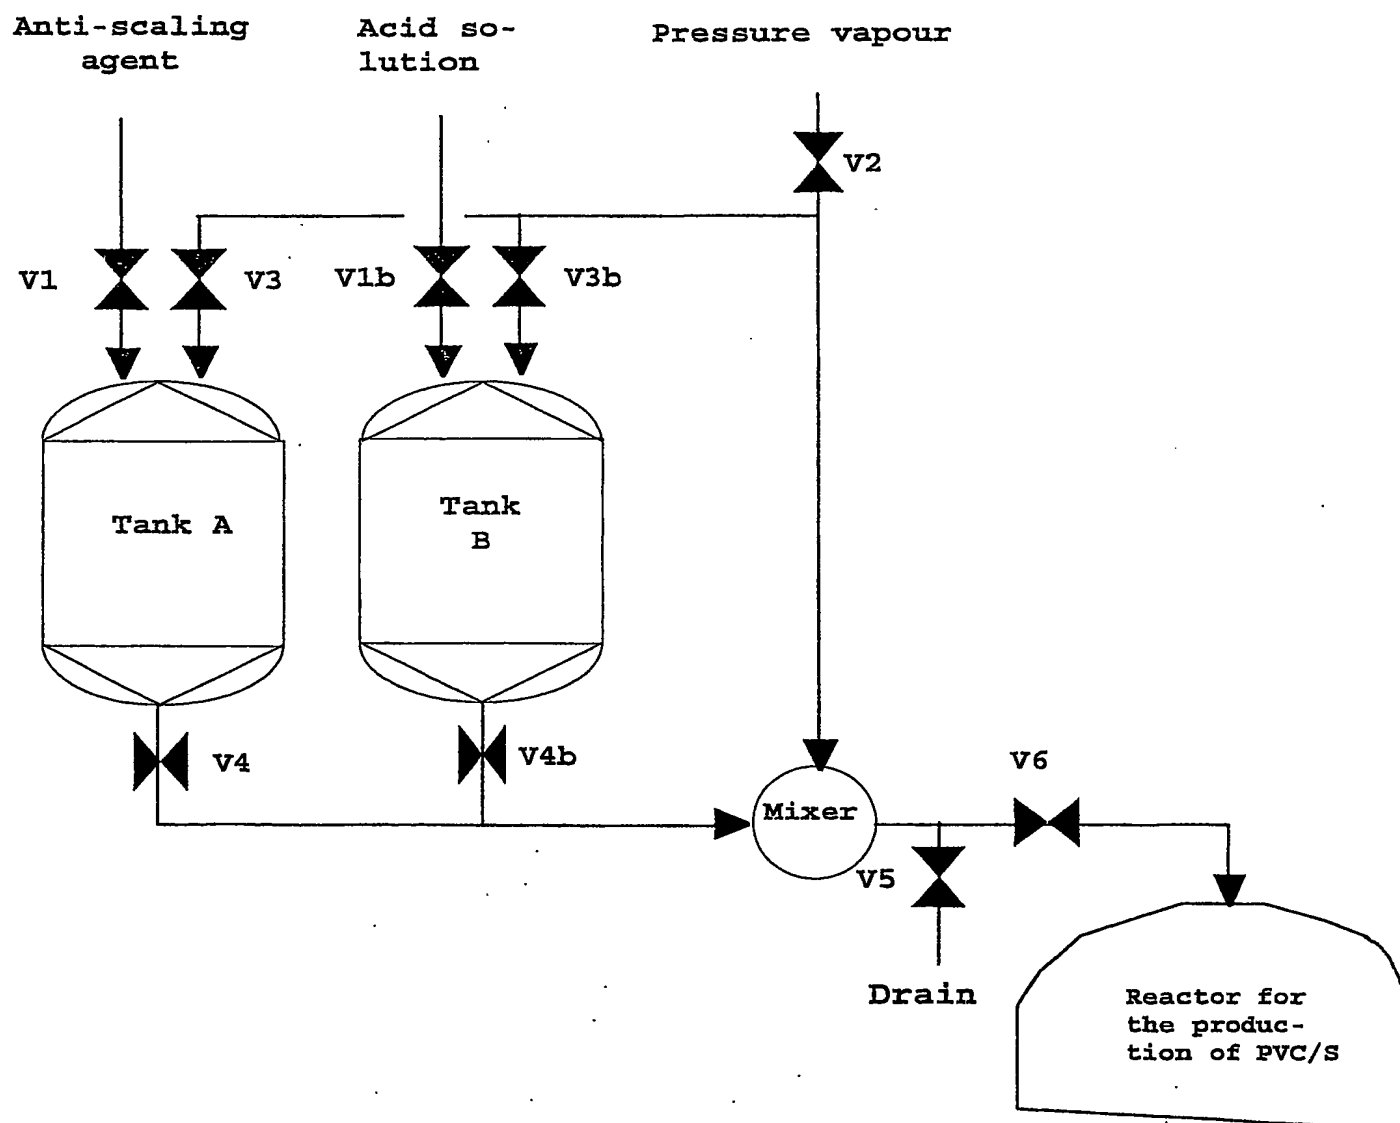 Anti-scaling
agent
Acid so-
lution
Pressure vapour
V2
V1
V3
V1b
V3b
Tank A
Tank
B
V4
V4b
V6
Mixer
V5
Drain
Reactor for
the produc-
tion of PVC/S